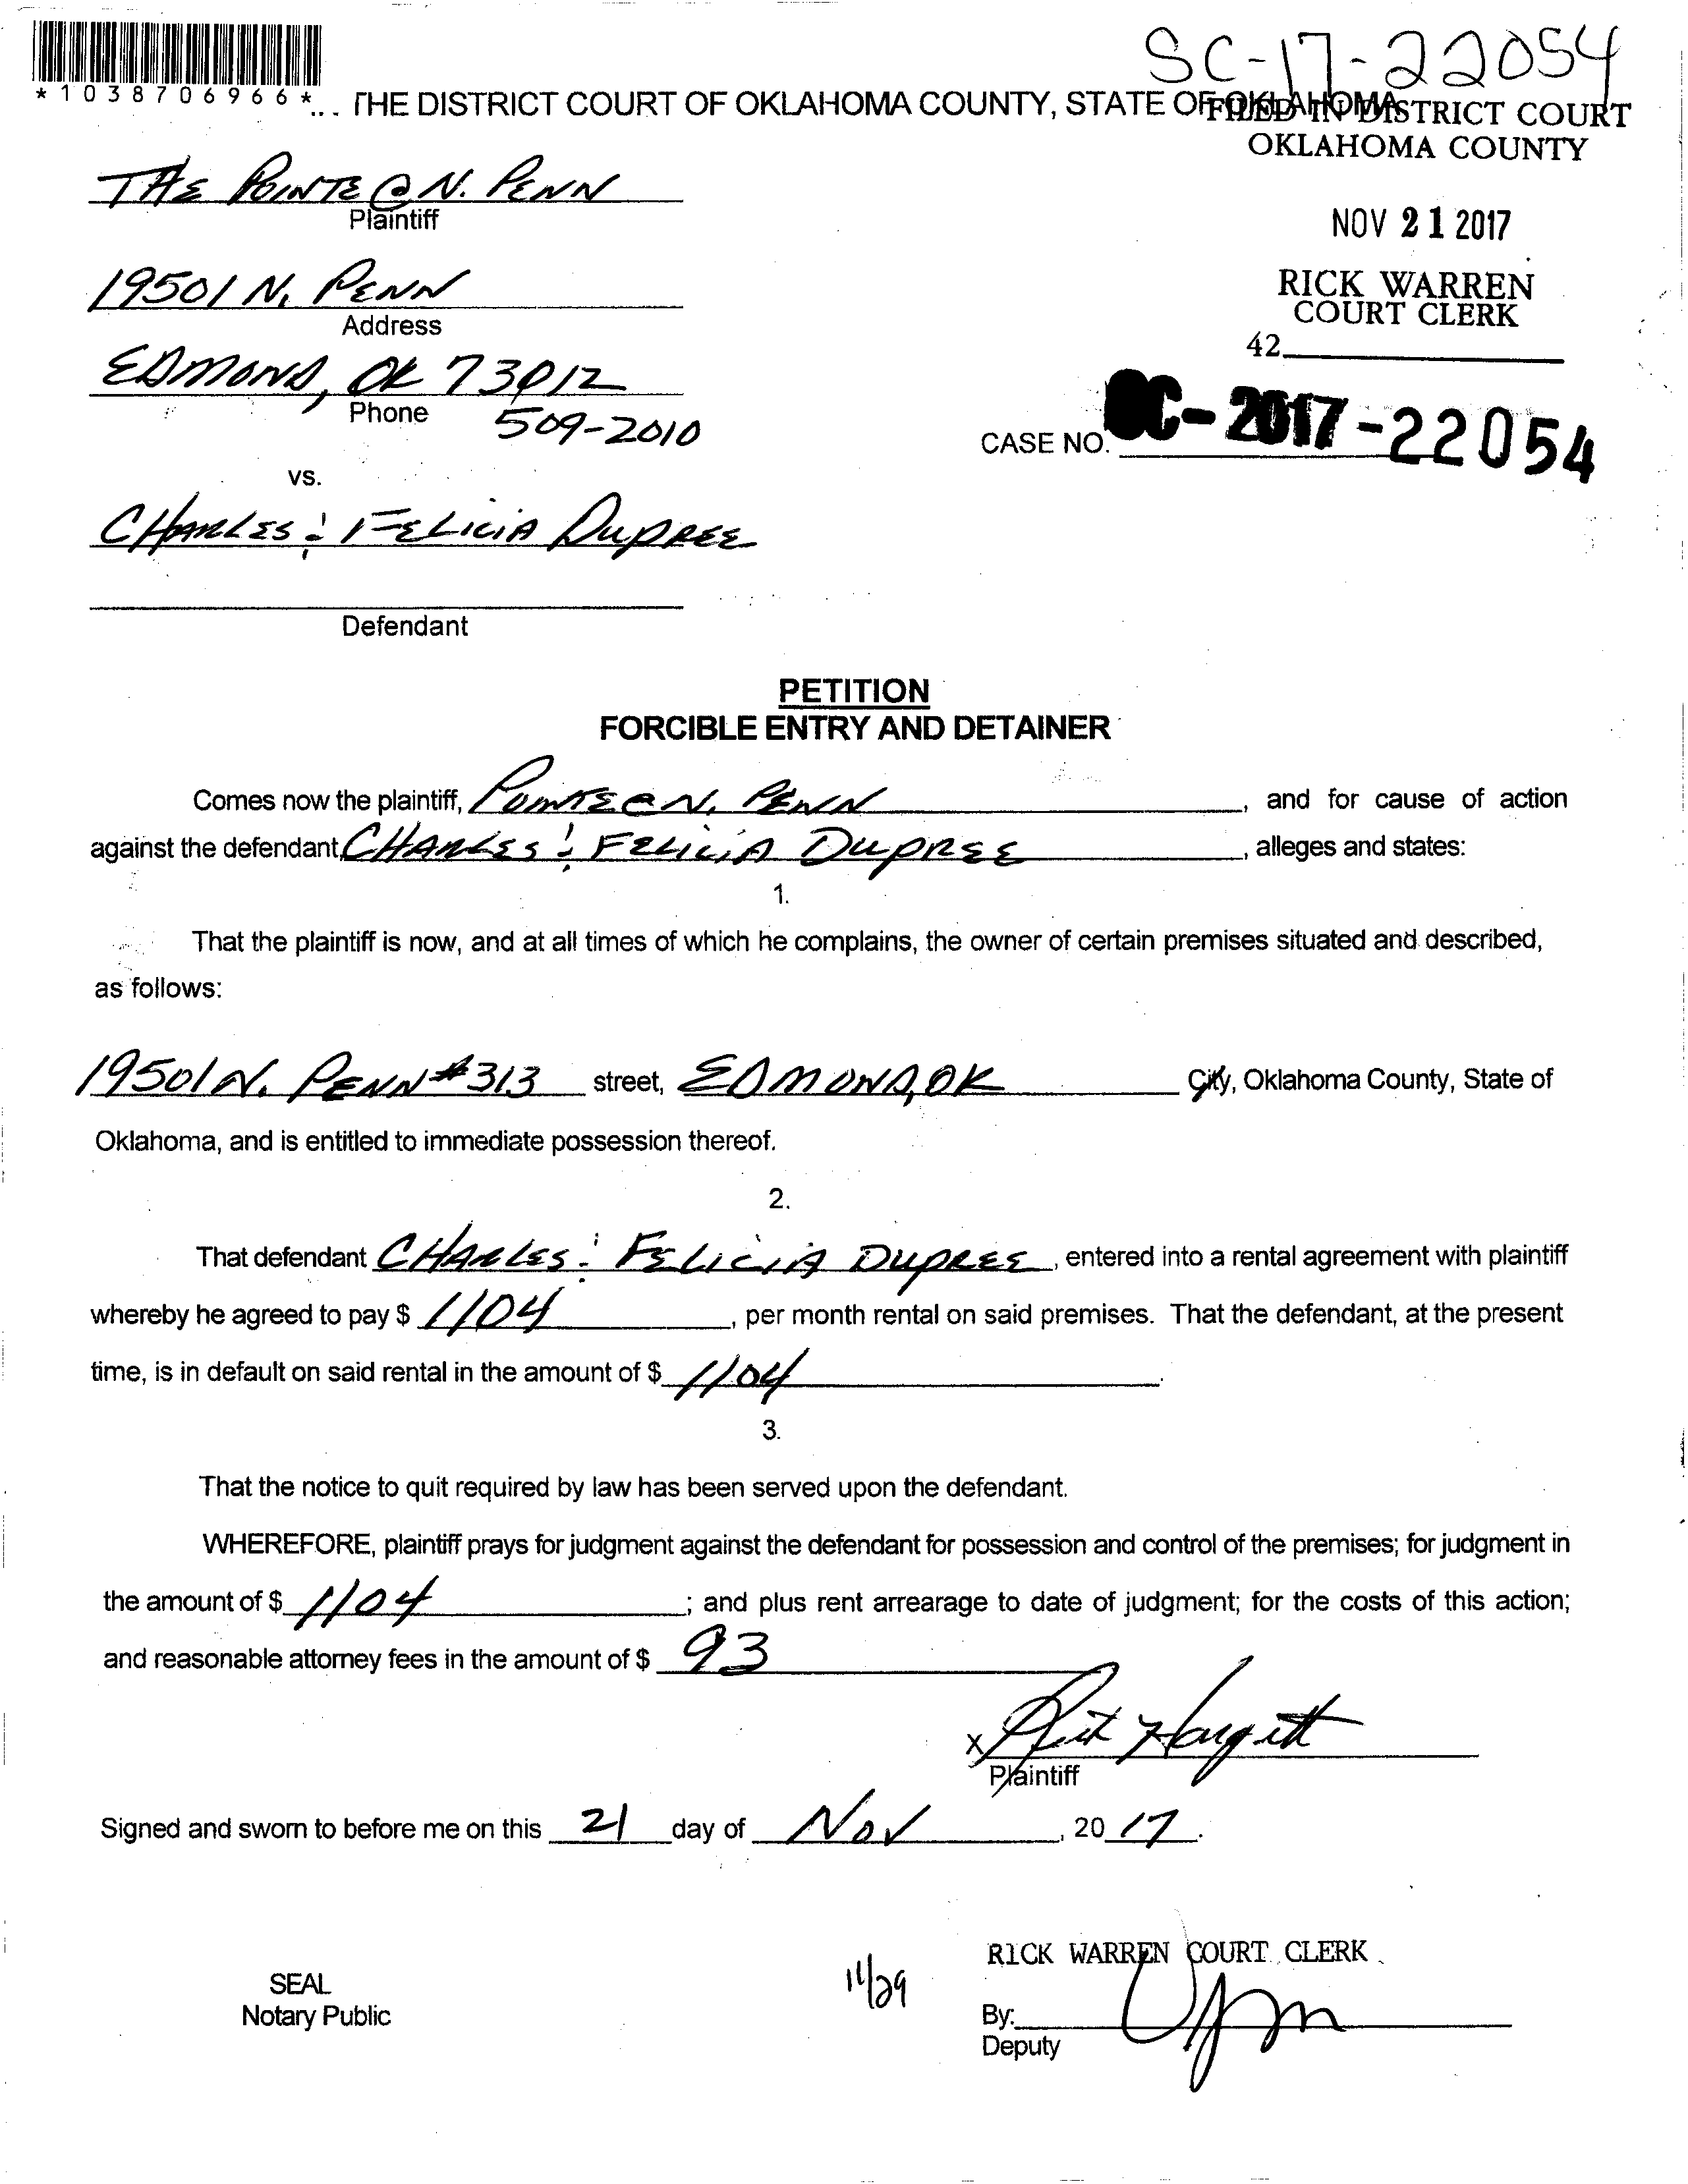 SC-17-22054
*1038706966*
THE DISTRICT COURT OF OKLAHOMA COUNTY, STATE OF OKLAHOMA
FILED IN DISTRICT COURT
OKLAHOMA COUNTY
THE POINTE @ N. PENN
Plaintiff
NOV 21 2017
19501 N. PENN
Address
RICK WARREN
COURT CLERK
42
EDMOND, OK 73012
Phone 509-2010
CASE NO. SC-2017-22054
vs.
CHARLES & FELICIA DUPREE
Defendant
PETITION
FORCIBLE ENTRY AND DETAINER
Comes now the plaintiff, POINTE @ N. PENN, and for cause of action
against the defendant CHARLES & FELICIA DUPREE, alleges and states:
1.
That the plaintiff is now, and at all times of which he complains, the owner of certain premises situated and described,
as follows:
19501 N. PENN #313 street, EDMOND, OK City, Oklahoma County, State of
Oklahoma, and is entitled to immediate possession thereof.
2.
That defendant CHARLES & FELICIA DUPREE, entered into a rental agreement with plaintiff
whereby he agreed to pay $ 1104, per month rental on said premises. That the defendant, at the present
time, is in default on said rental in the amount of $ 1104.
3.
That the notice to quit required by law has been served upon the defendant.
WHEREFORE, plaintiff prays for judgment against the defendant for possession and control of the premises; for judgment in
the amount of $ 1104; and plus rent arrearage to date of judgment; for the costs of this action;
and reasonable attorney fees in the amount of $ 93
X Hargett
Plaintiff
Signed and sworn to before me on this 21 day of NOV, 20 17.
RICK WARREN COURT CLERK
11/29
SEAL
Notary Public
By:
Deputy